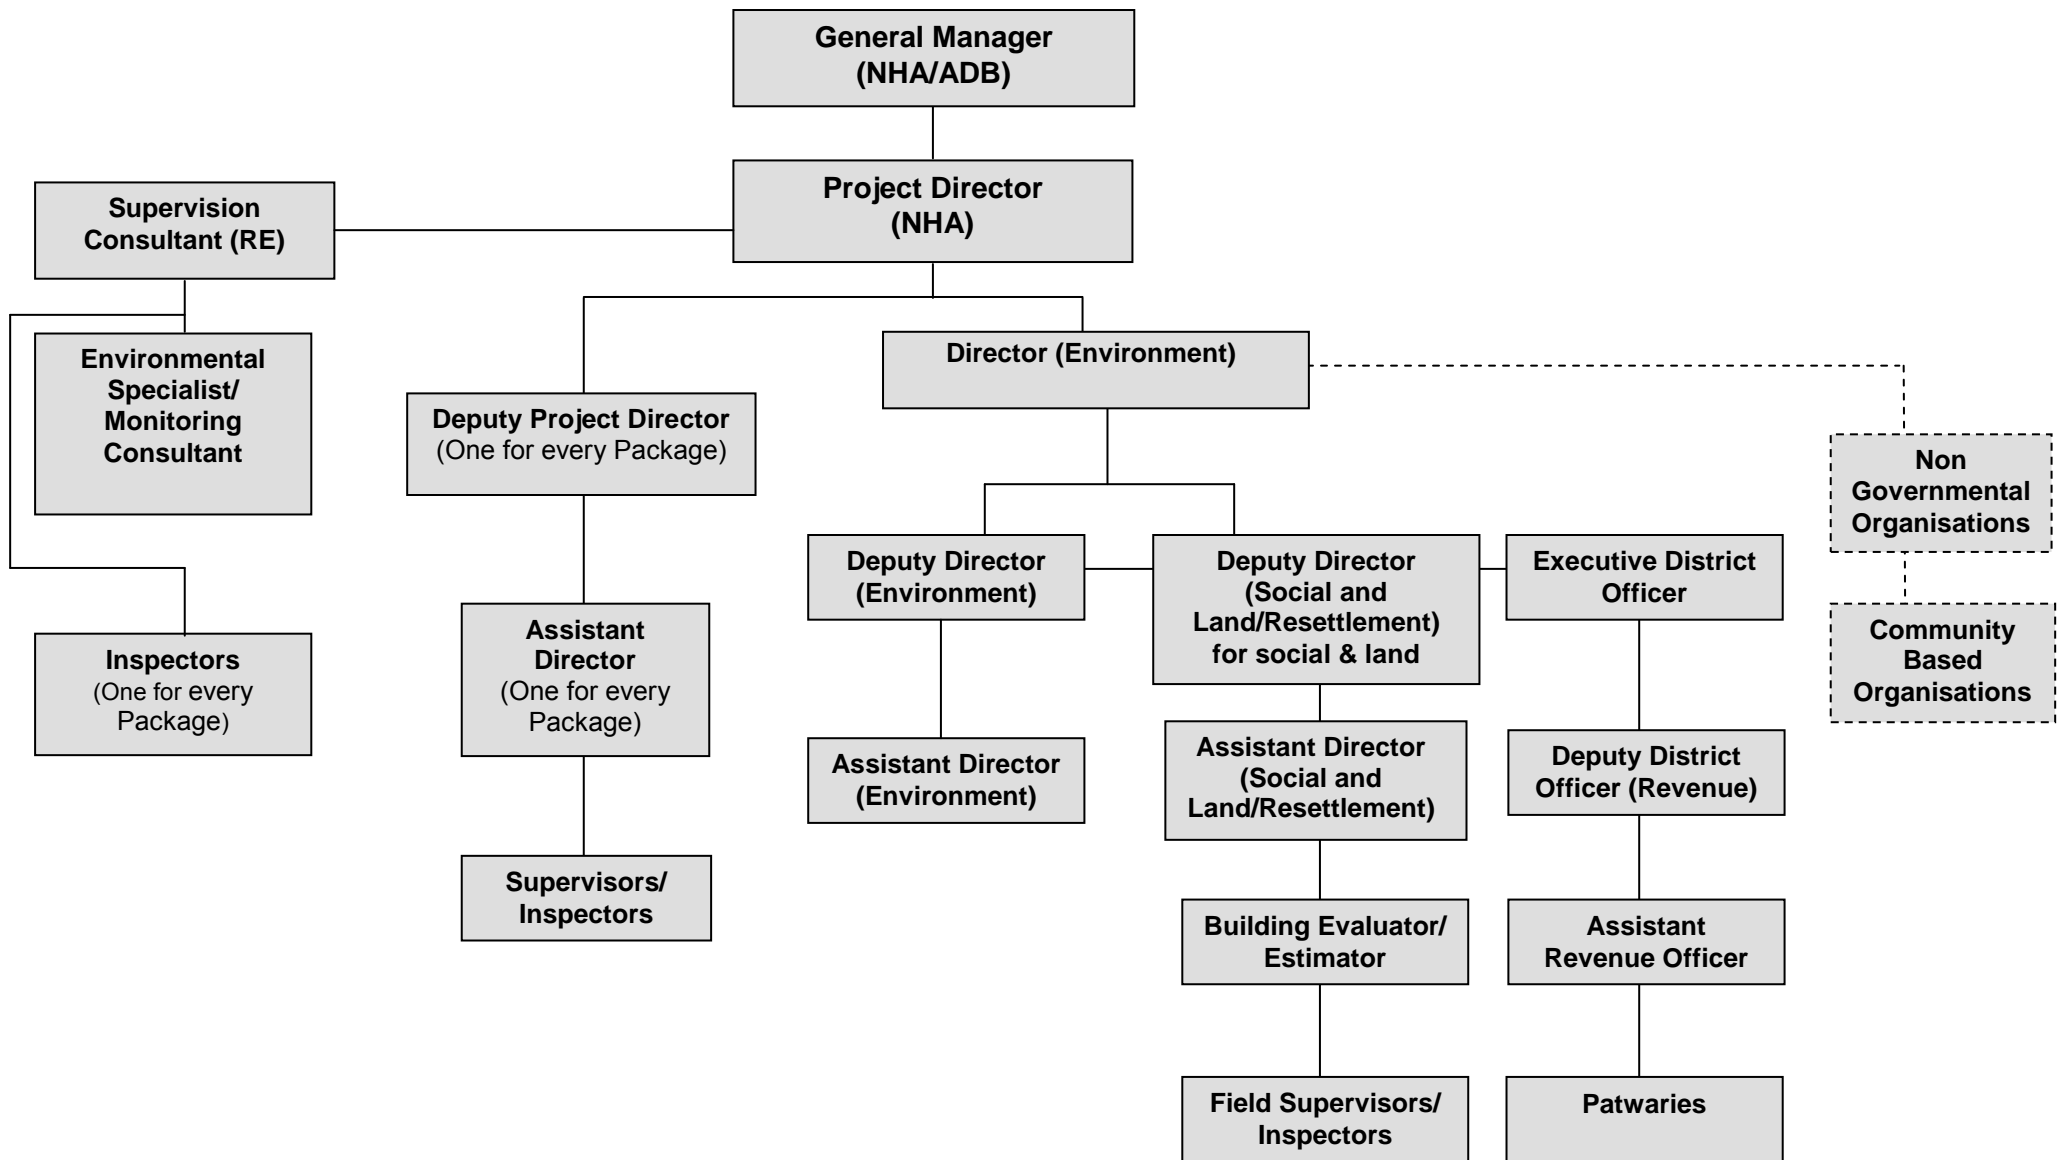 General Manager
(NHA/ADB)
Project Director
(NHA)
Supervision
Consultant (RE)
Environmental
Specialist/
Monitoring
Consultant
Inspectors
(One for every
Package)
Deputy Project Director
(One for every Package)
Assistant
Director
(One for every
Package)
Supervisors/
Inspectors
Director (Environment)
Deputy Director
(Environment)
Assistant Director
(Environment)
Deputy Director
(Social and
Land/Resettlement)
for social & land
Assistant Director
(Social and
Land/Resettlement)
Building Evaluator/
Estimator
Field Supervisors/
Inspectors
Executive District
Officer
Deputy District
Officer (Revenue)
Assistant
Revenue Officer
Patwaries
Non
Governmental
Organisations
Community
Based
Organisations